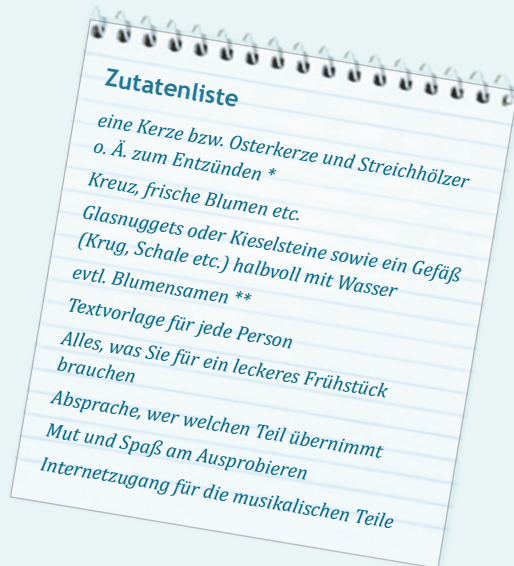 Zutatenliste
eine Kerze bzw. Osterkerze und Streichhölzer
o. Ä. zum Entzünden *
Kreuz, frische Blumen etc.
Glasnuggets oder Kieselsteine sowie ein Gefäß
(Krug, Schale etc.) halbvoll mit Wasser
evtl. Blumensamen **
Textvorlage für jede Person
Alles, was Sie für ein leckeres Frühstück
brauchen
Absprache, wer welchen Teil übernimmt
Mut und Spaß am Ausprobieren
Internetzugang für die musikalischen Teile